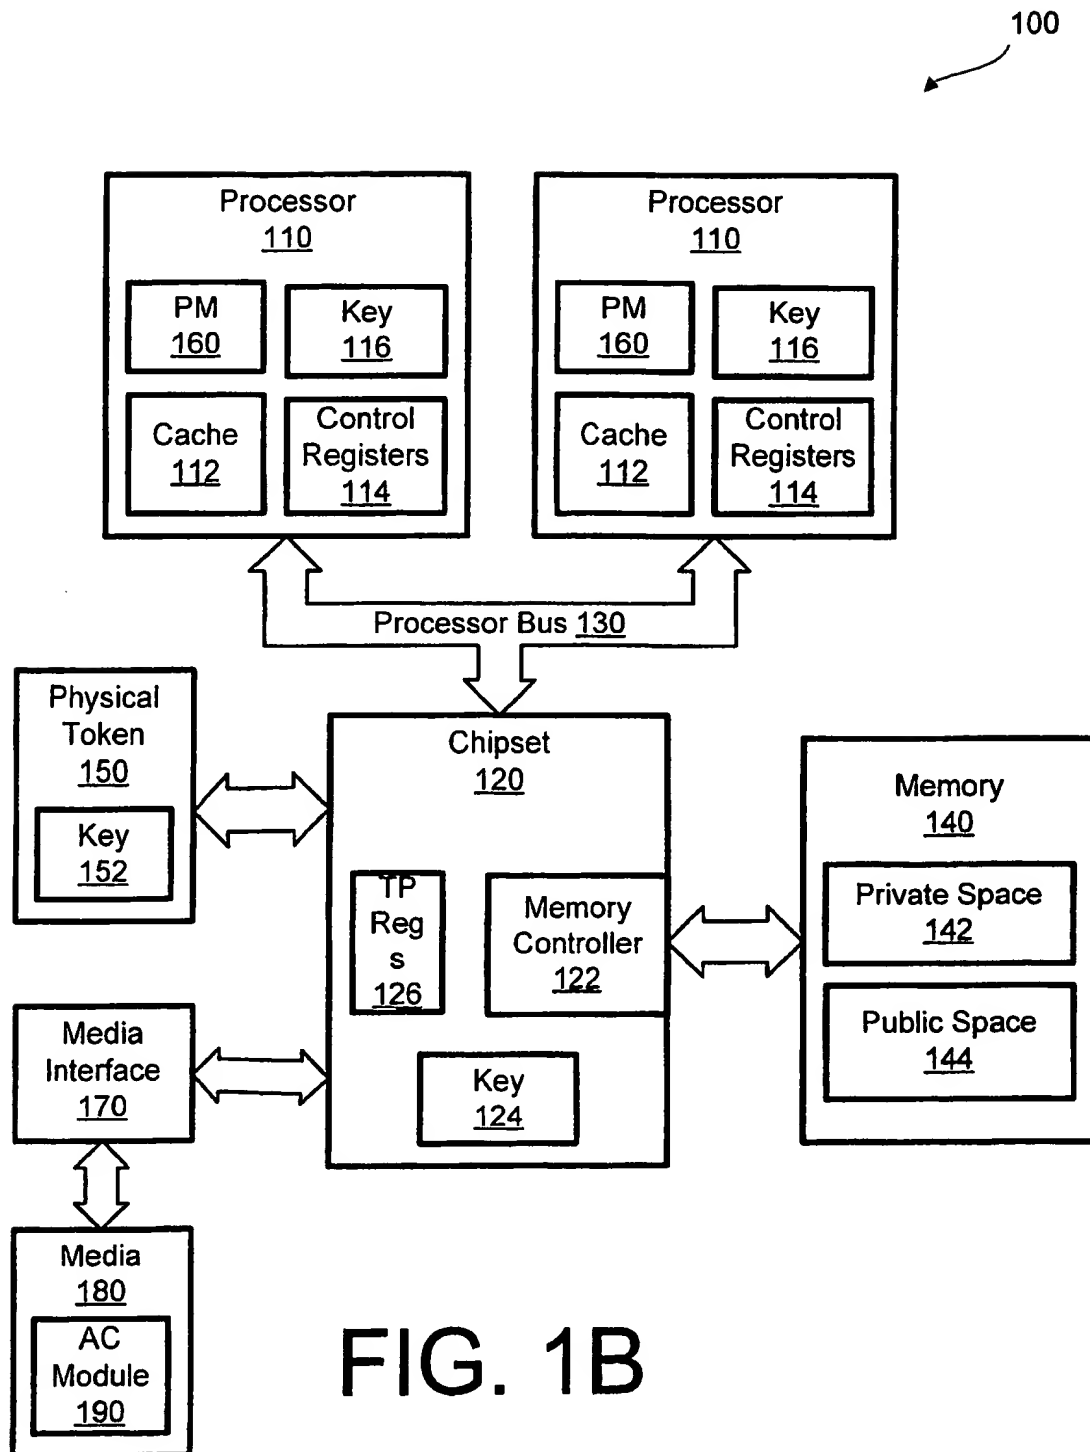 100
Processor
110
PM
160
Key
116
Cache
112
Control
Registers
114
Processor
110
PM
160
Key
116
Cache
112
Control
Registers
114
Processor Bus 130
Physical
Token
150
Key
152
Chipset
120
TP
Reg
s
126
Memory
Controller
122
Key
124
Memory
140
Private Space
142
Public Space
144
Media
Interface
170
Media
180
AC
Module
190
FIG. 1B